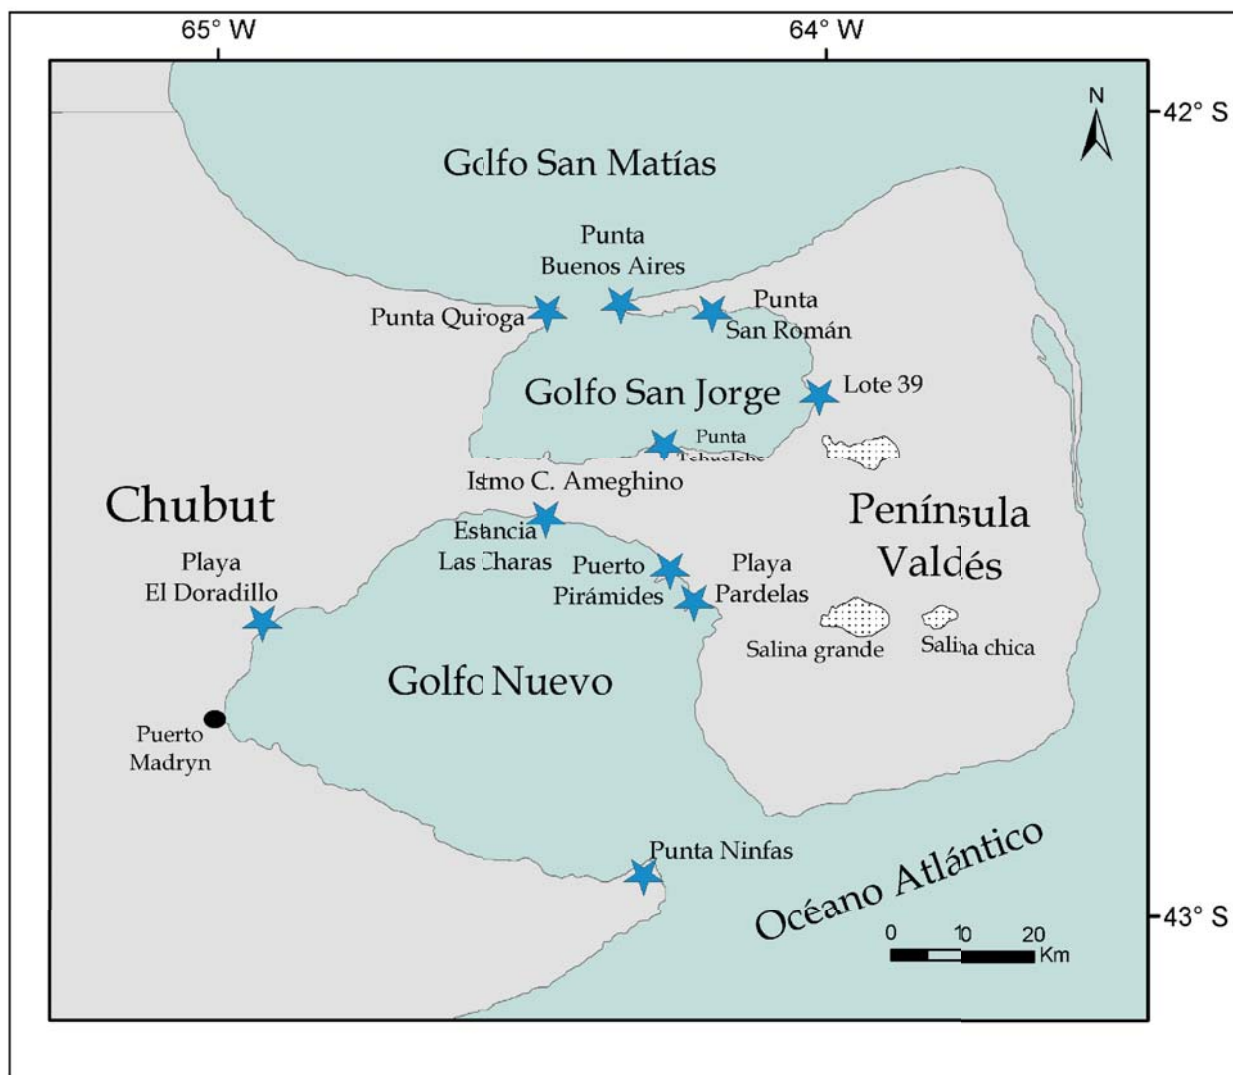 65° W
64° W
42° S
N
Golfo San Matías
Punta
Buenos Aires
Punta Quiroga
Punta
San Román
Golfo San Jorge
Lote 39
Punta
Istmo C. Ameghino
Chubut
Península
Valdés
Estancia
Las Charas
Playa
El Doradillo
Puerto
Pirámides
Playa
Pardelas
Salina grande
Salina chica
Golfo Nuevo
Puerto
Madryn
Punta Ninfas
Océano Atlántico
43° S
0 10 20
Km